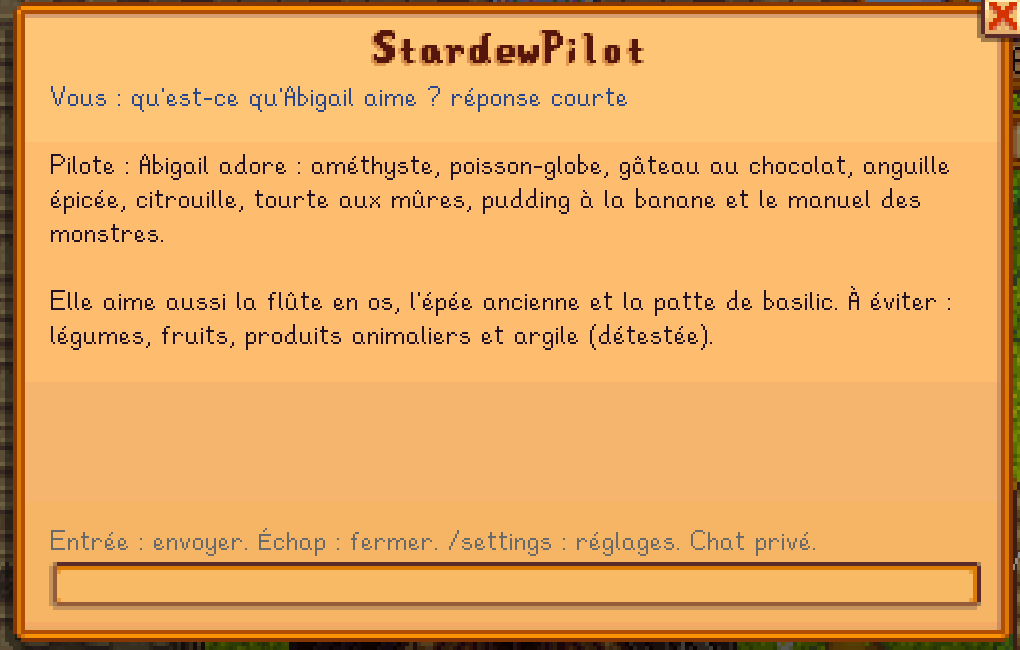 StardewPilot
Vous : qu'est-ce qu'Abigail aime ? réponse courte
Pilote : Abigail adore : améthyste, poisson-globe, gâteau au chocolat, anguille
épicée, citrouille, tourte aux mûres, pudding à la banane et le manuel des
monstres.
Elle aime aussi la flûte en os, l'épée ancienne et la patte de basilic. À éviter :
légumes, fruits, produits animaliers et argile (détestée).
Entrée : envoyer. Échap : fermer. /settings : réglages. Chat privé.